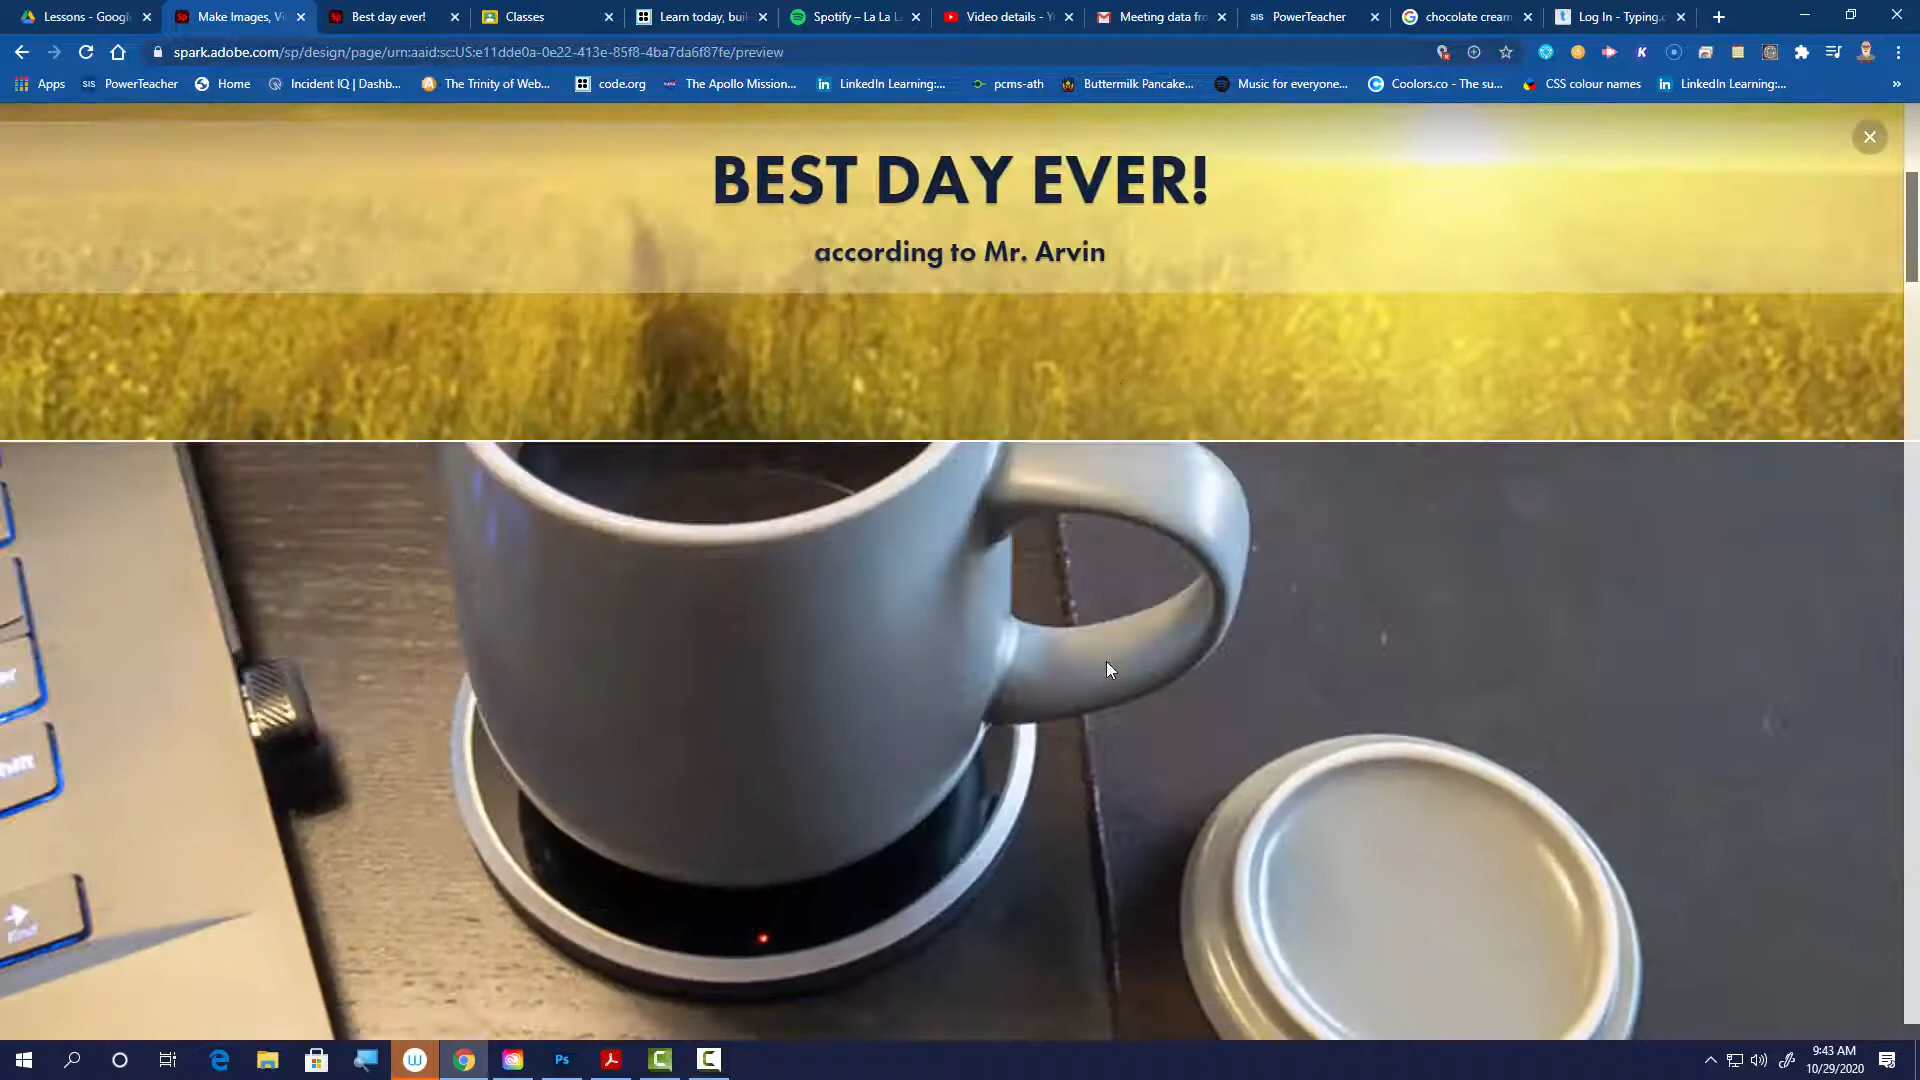 Lessons - Googl
Make Images, Vi
Best day ever!
Classes
Learn today, buil
Spotify – La La L
Video details - Y
Meeting data fro
SIS PowerTeacher
chocolate cream
Log In - Typing.c
spark.adobe.com/sp/design/page/urn:aaid:sc:US:e11dde0a-0e22-413e-85f8-4ba7da6f87fe/preview
Apps
SIS PowerTeacher
Home
Incident IQ | Dashb...
The Trinity of Web...
code.org
The Apollo Mission...
LinkedIn Learning:...
pcms-ath
Buttermilk Pancake...
Music for everyone...
Coolors.co - The su...
CSS colour names
LinkedIn Learning:...
BEST DAY EVER!
according to Mr. Arvin
Ps
9:43 AM
10/29/2020